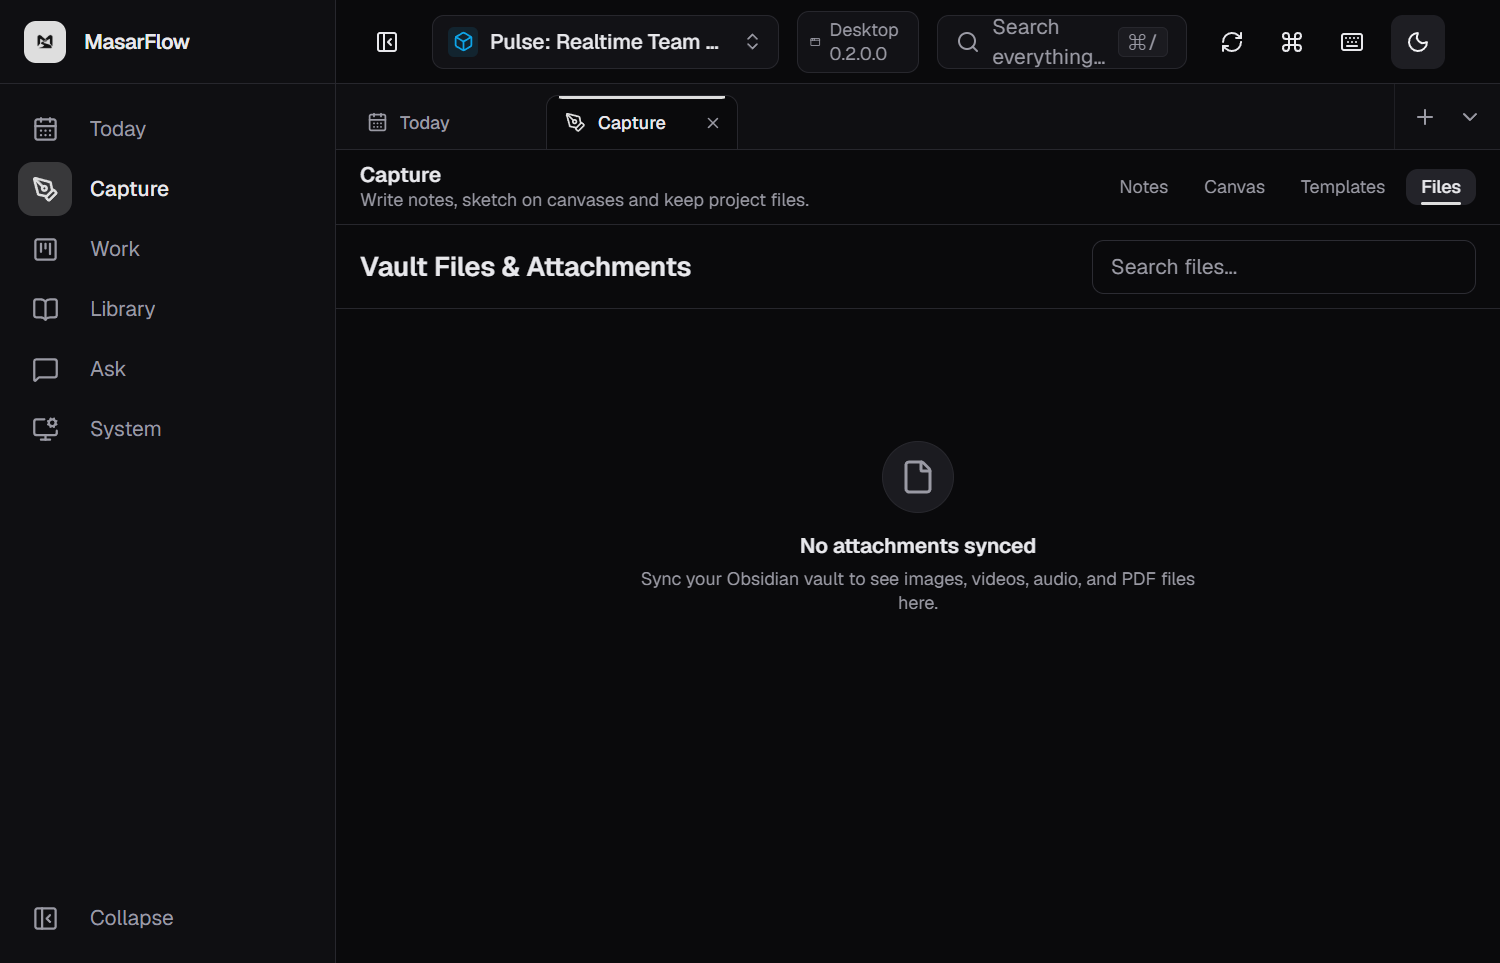 MasarFlow
Pulse: Realtime Team ...
Desktop
0.2.0.0
Search
everything...
⌘/
Today
Capture
Work
Library
Ask
System
Collapse
Today
Capture
Capture
Write notes, sketch on canvases and keep project files.
Notes
Canvas
Templates
Files
Vault Files & Attachments
Search files...
No attachments synced
Sync your Obsidian vault to see images, videos, audio, and PDF files
here.